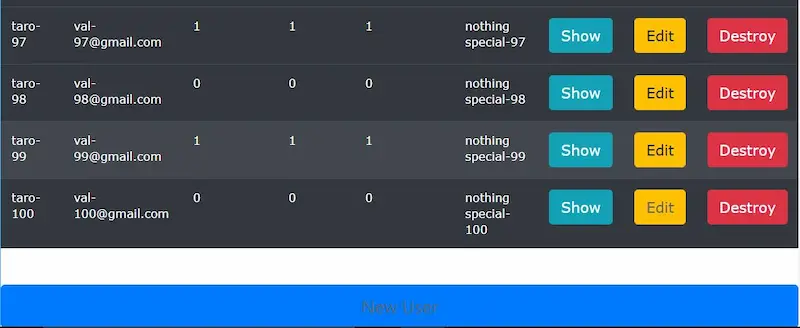 taro-
97
val-
97@gmail.com
1
1
1
nothing
special-97
Show
Edit
Destroy
taro-
98
val-
98@gmail.com
0
0
0
nothing
special-98
Show
Edit
Destroy
taro-
99
val-
99@gmail.com
1
1
1
nothing
special-99
Show
Edit
Destroy
taro-
100
val-
100@gmail.com
0
0
0
nothing
special-
100
Show
Edit
Destroy
New User